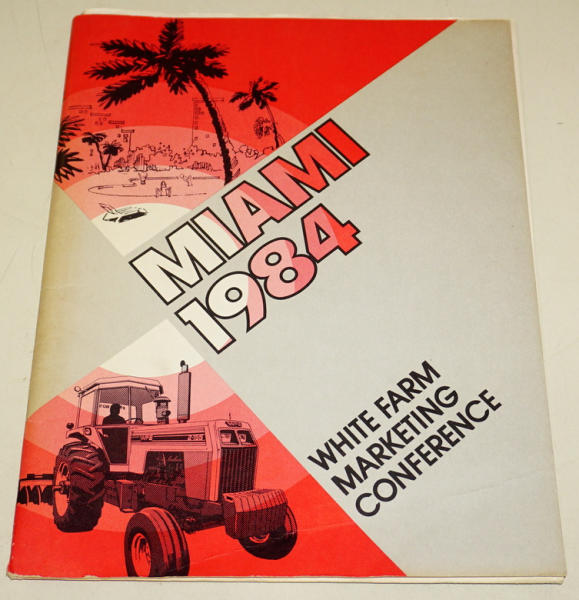 MIAMI
1984
WHITE FARM
MARKETING
CONFERENCE